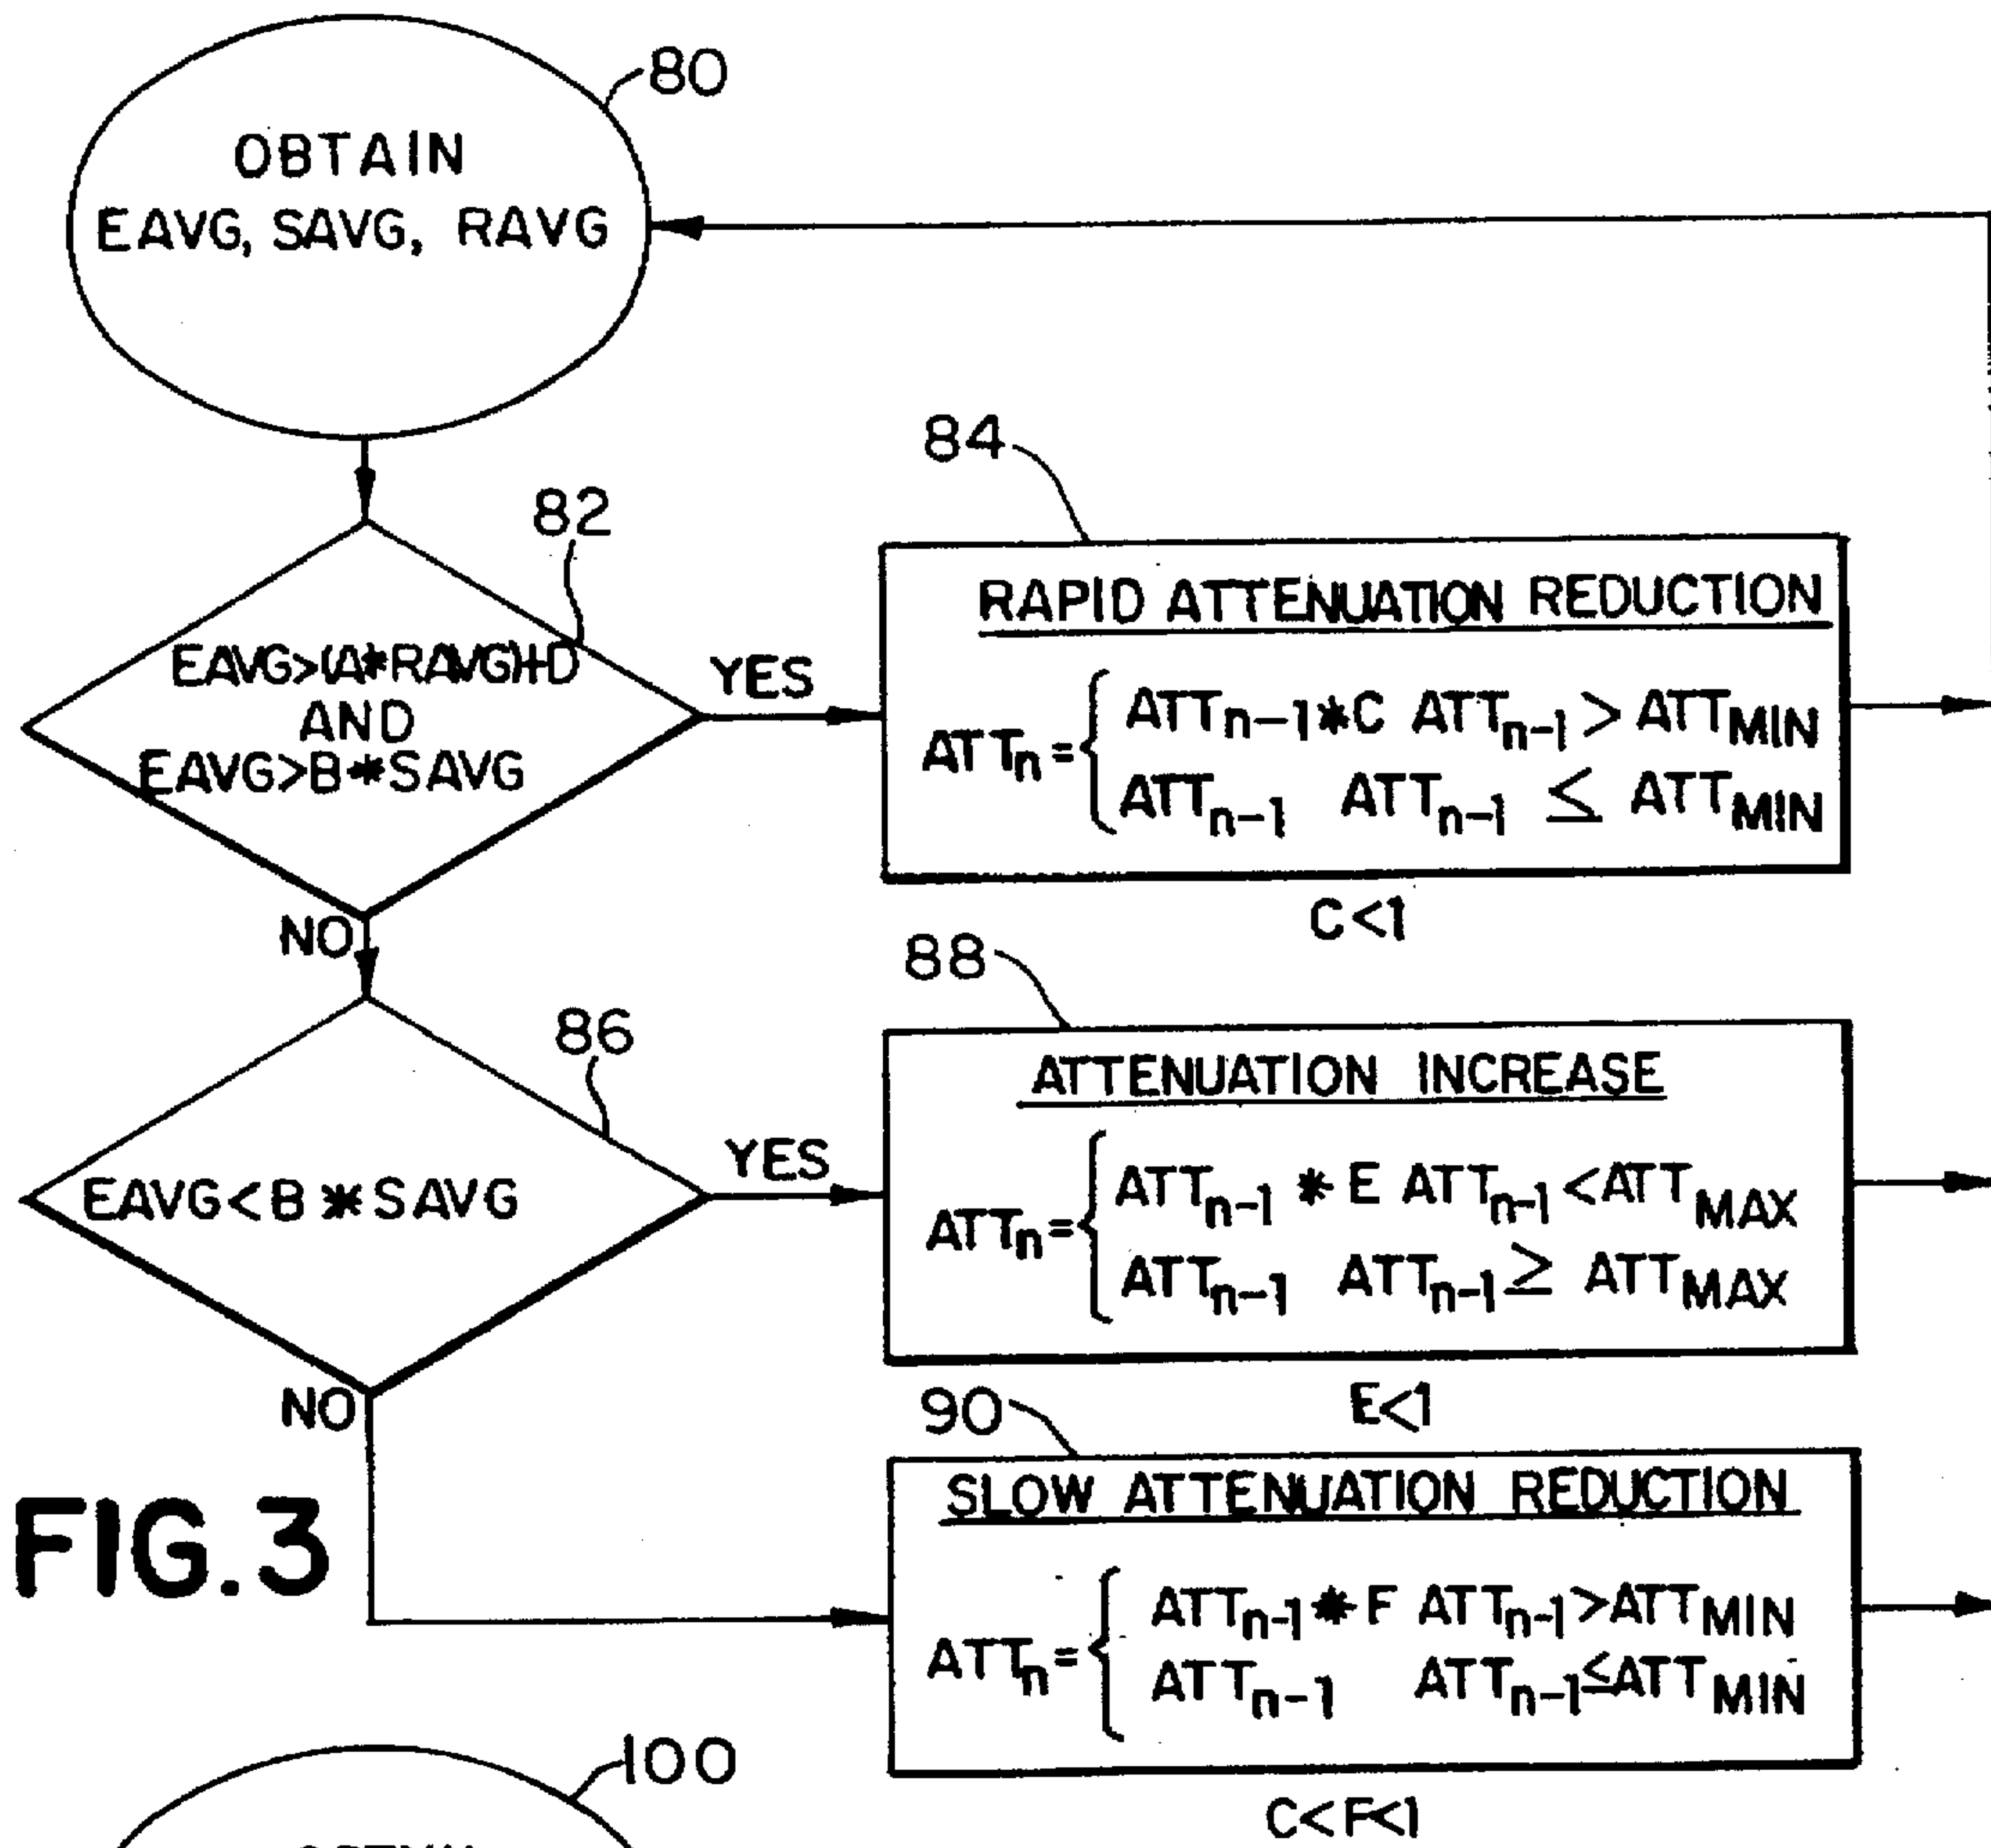 80
OBTAIN
EAVG, SAVG, RAVG
82
EAVG>(A*RAVG)+D
AND
EAVG>B*SAVG
YES
NO
84
RAPID ATTENUATION REDUCTION
ATTn={ ATTn-1*C ATTn-1 > ATTMIN
ATTn-1 ATTn-1 ≤ ATTMIN
C<1
86
EAVG<B*SAVG
YES
NO
88
ATTENUATION INCREASE
ATTn={ ATTn-1 * E ATTn-1 <ATTMAX
ATTn-1 ATTn-1 ≥ ATTMAX
E<1
90
SLOW ATTENUATION REDUCTION
ATTn={ ATTn-1*F ATTn-1>ATTMIN
ATTn-1 ATTn-1≤ATTMIN
C<F<1
FIG.3
100